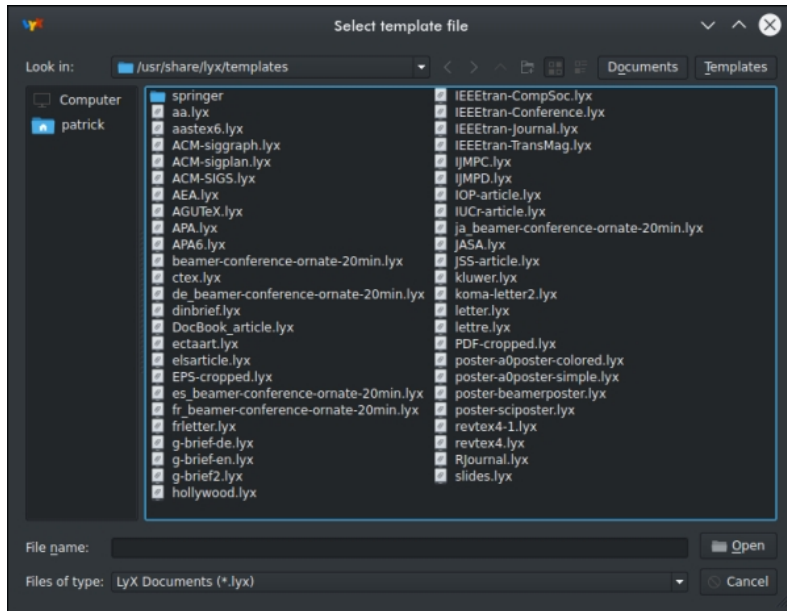 Select template file
Look in: /usr/share/lyx/templates Documents Templates
Computer
patrick
springer
aa.lyx
aastex6.lyx
ACM-siggraph.lyx
ACM-sigplan.lyx
ACM-SIGS.lyx
AEA.lyx
AGUTeX.lyx
APA.lyx
APA6.lyx
beamer-conference-ornate-20min.lyx
ctex.lyx
de_beamer-conference-ornate-20min.lyx
dinbrief.lyx
DocBook_article.lyx
ectaart.lyx
elsarticle.lyx
EPS-cropped.lyx
es_beamer-conference-ornate-20min.lyx
fr_beamer-conference-ornate-20min.lyx
frletter.lyx
g-brief-de.lyx
g-brief-en.lyx
g-brief2.lyx
hollywood.lyx
IEEEtran-CompSoc.lyx
IEEEtran-Conference.lyx
IEEEtran-Journal.lyx
IEEEtran-TransMag.lyx
IJMPC.lyx
IJMPD.lyx
IOP-article.lyx
IUCr-article.lyx
ja_beamer-conference-ornate-20min.lyx
JASA.lyx
JSS-article.lyx
kluwer.lyx
koma-letter2.lyx
letter.lyx
lettre.lyx
PDF-cropped.lyx
poster-a0poster-colored.lyx
poster-a0poster-simple.lyx
poster-beamerposter.lyx
poster-sciposter.lyx
revtex4-1.lyx
revtex4.lyx
RJournal.lyx
slides.lyx
File name: Open
Files of type: LyX Documents (*.lyx) Cancel